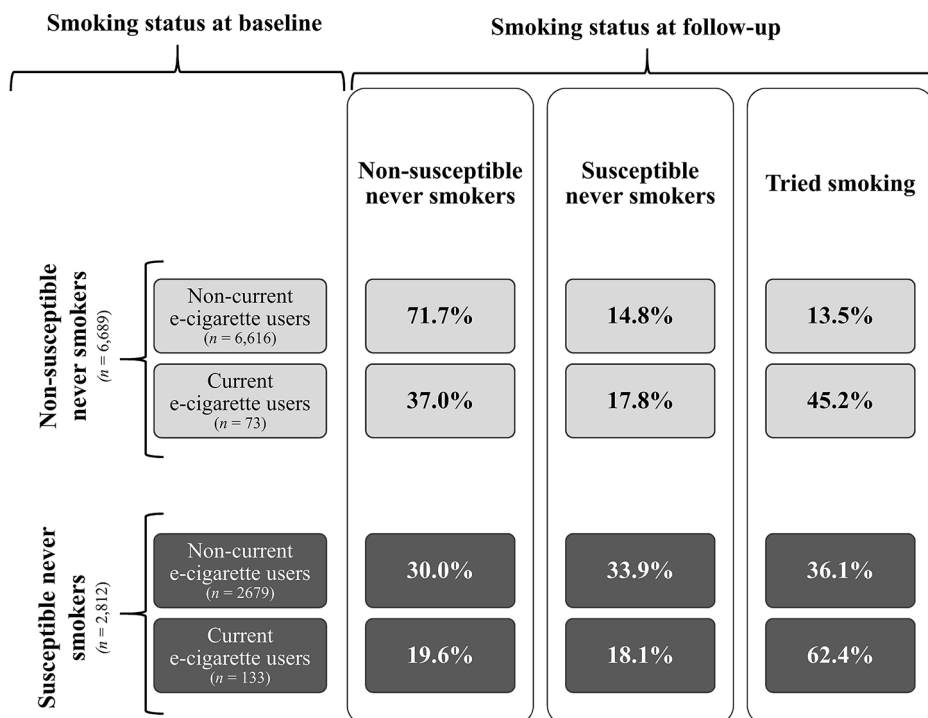 Smoking status at baseline
Smoking status at follow-up
Non-susceptible
never smokers
Susceptible
never smokers
Tried smoking
Non-susceptible
never smokers
(n = 6,689)
Non-current
e-cigarette users
(n = 6,616)
71.7%
14.8%
13.5%
Current
e-cigarette users
(n = 73)
37.0%
17.8%
45.2%
Susceptible never
smokers
(n = 2,812)
Non-current
e-cigarette users
(n = 2679)
30.0%
33.9%
36.1%
Current
e-cigarette users
(n = 133)
19.6%
18.1%
62.4%